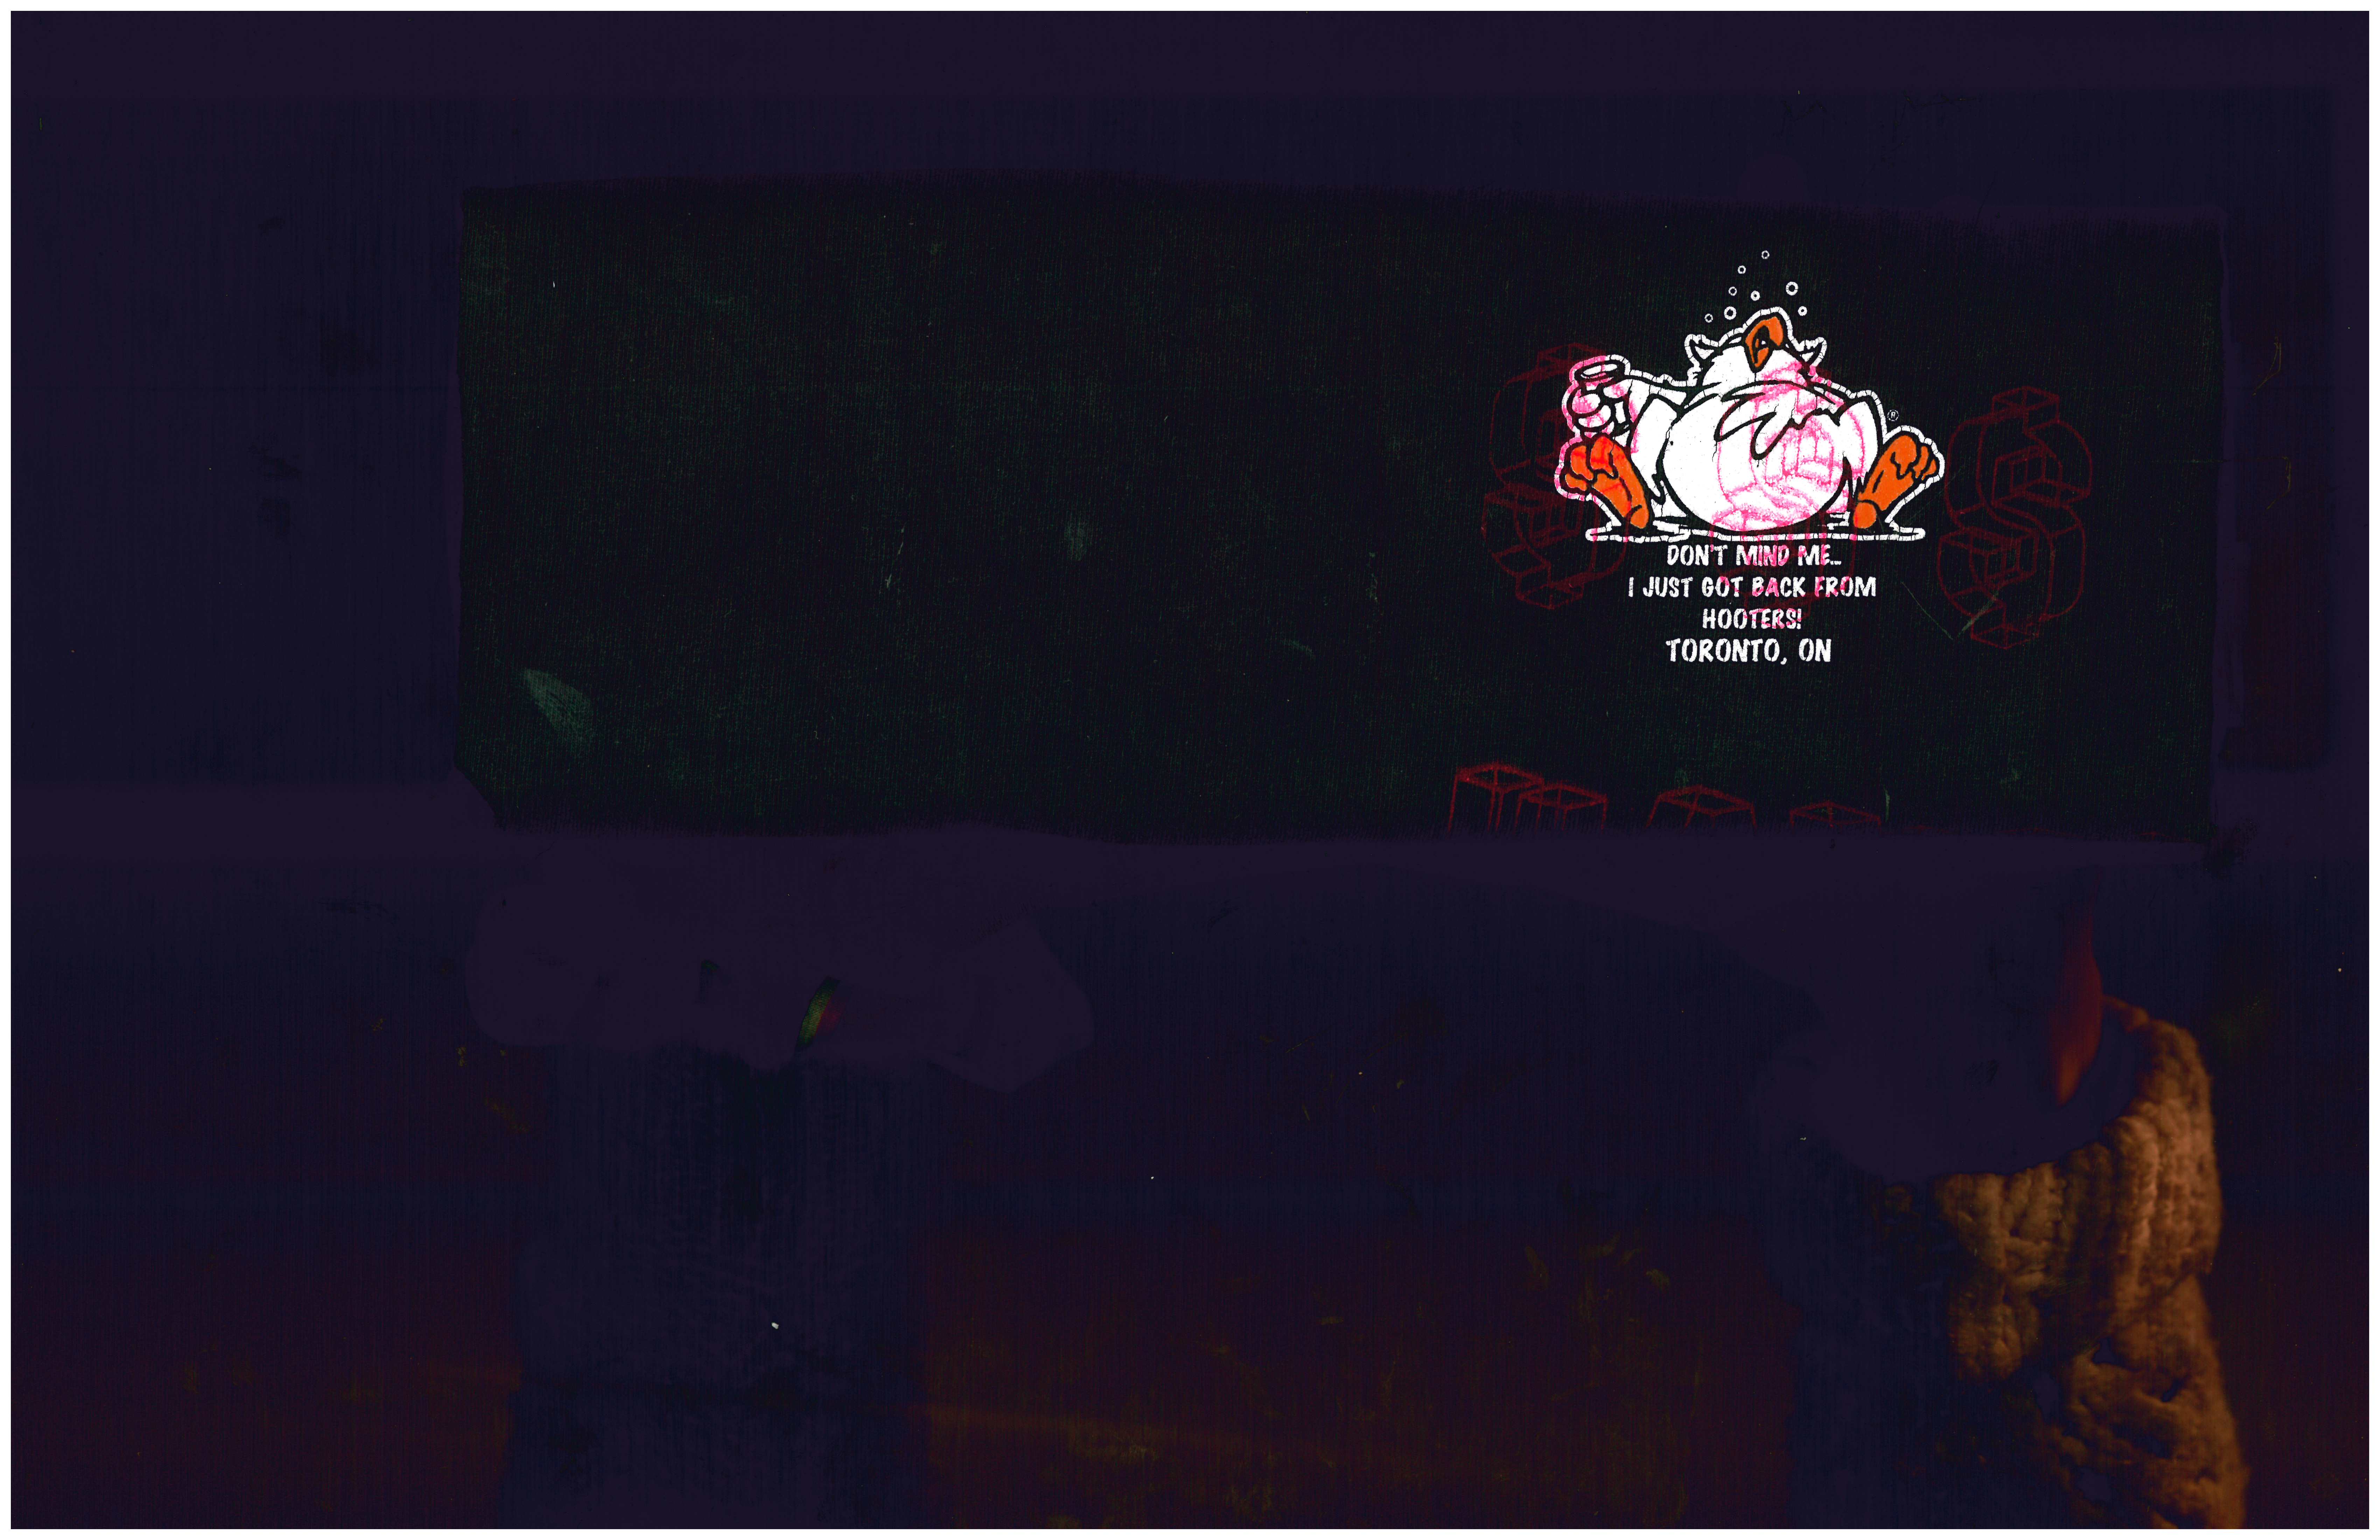 DON'T MIND ME...
I JUST GOT BACK FROM
HOOTERS!
TORONTO, ON